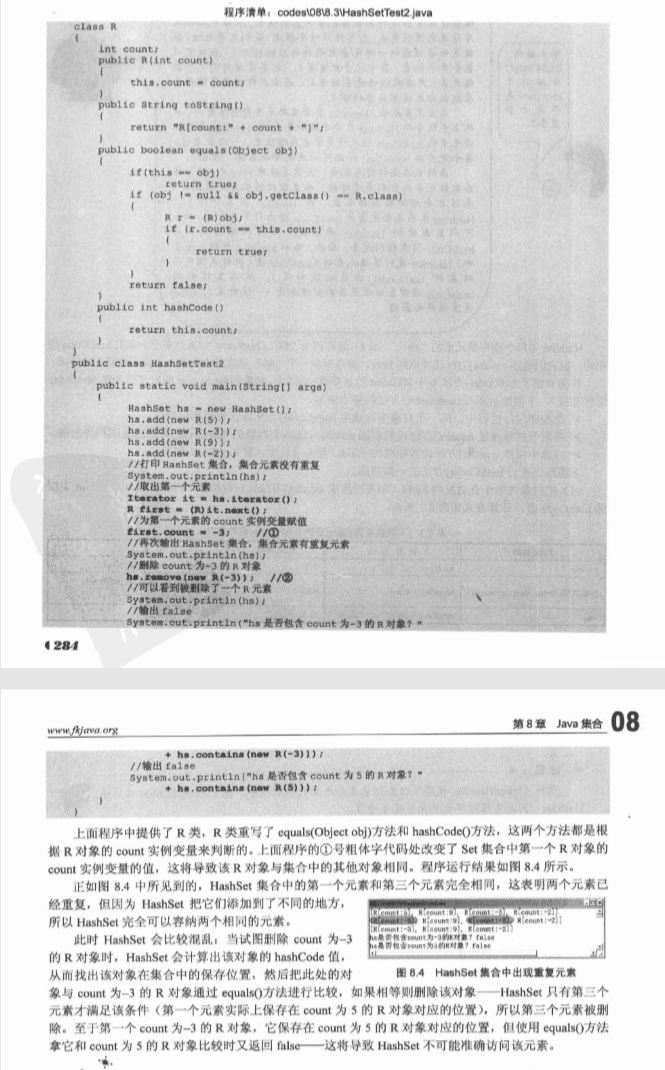 程序清单：codes\08\8.3\HashSetTest2.java
class R
{
int count;
public R(int count)
{
this.count = count;
}
public String toString()
{
return "R[count:" + count + "]";
}
public boolean equals(Object obj)
{
if(this == obj)
return true;
if (obj != null && obj.getClass() == R.class)
{
R r = (R)obj;
if (r.count == this.count)
{
return true;
}
}
return false;
}
public int hashCode()
{
return this.count;
}
}
public class HashSetTest2
{
public static void main(String[] args)
{
HashSet hs = new HashSet();
hs.add(new R(5));
hs.add(new R(-3));
hs.add(new R(9));
hs.add(new R(-2));
//打印 HashSet 集合，集合元素没有重复
System.out.println(hs);
//取出第一个元素
Iterator it = hs.iterator();
R first = (R)it.next();
//为第一个元素的 count 实例变量赋值
first.count = -3; //①
//再次输出 HashSet 集合，集合元素有重复元素
System.out.println(hs);
//删除 count 为-3 的 R 对象
hs.remove(new R(-3)); //②
//可以看到被删除了一个 R 元素
System.out.println(hs);
//输出 false
System.out.println("hs 是否包含 count 为-3 的 R 对象？"
284
www.fkjava.org
第 8 章 Java 集合 08
+ hs.contains(new R(-3)));
//输出 false
System.out.println("hs 是否包含 count 为 5 的 R 对象？"
+ hs.contains(new R(5)));
}
}
上面程序中提供了 R 类，R 类重写了 equals(Object obj)方法和 hashCode()方法，这两个方法都是根
据 R 对象的 count 实例变量来判断的。上面程序的①号粗体字代码处改变了 Set 集合中第一个 R 对象的
count 实例变量的值，这将导致该 R 对象与集合中的其他对象相同。程序运行结果如图 8.4 所示。
正如图 8.4 中所见到的，HashSet 集合中的第一个元素和第三个元素完全相同，这表明两个元素已
经重复，但因为 HashSet 把它们添加到了不同的地方，
所以 HashSet 完全可以容纳两个相同的元素。
此时 HashSet 会比较混乱：当试图删除 count 为–3
的 R 对象时，HashSet 会计算出该对象的 hashCode 值，
从而找出该对象在集合中的保存位置，然后把此处的对
[R[count:5], R[count:9], R[count:-3], R[count:-2]]
[R[count:-3], R[count:9], R[count:-3], R[count:-2]]
[R[count:-3], R[count:9], R[count:-2]]
hs是否包含count为-3的R对象？false
hs是否包含count为5的R对象？false
图 8.4 HashSet 集合中出现重复元素
象与 count 为–3 的 R 对象通过 equals()方法进行比较，如果相等则删除该对象——HashSet 只有第三个
元素才满足该条件（第一个元素实际上保存在 count 为 5 的 R 对象对应的位置），所以第三个元素被删
除。至于第一个 count 为–3 的 R 对象，它保存在 count 为 5 的 R 对象对应的位置，但使用 equals()方法
拿它和 count 为 5 的 R 对象比较时又返回 false——这将导致 HashSet 不可能准确访问该元素。